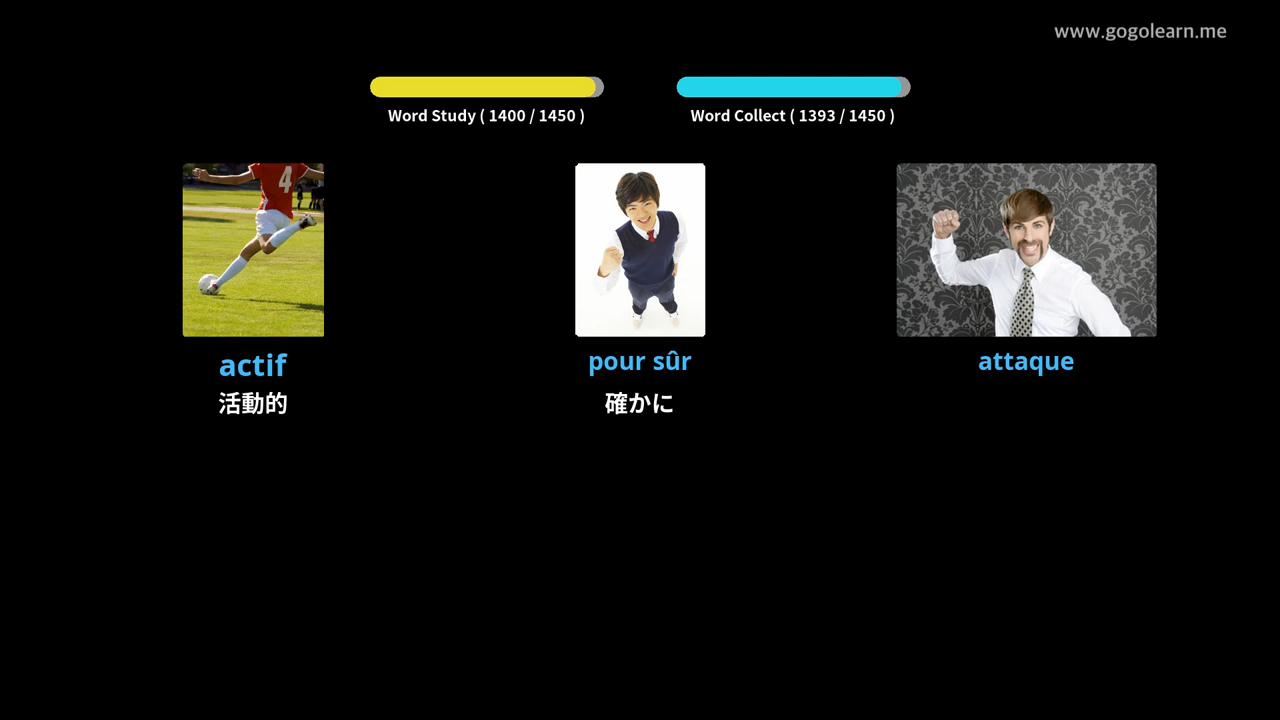 www.gogolearn.me
Word Study ( 1400 / 1450 )
Word Collect ( 1393 / 1450 )
4
actif
pour sûr
attaque
活動的
確かに